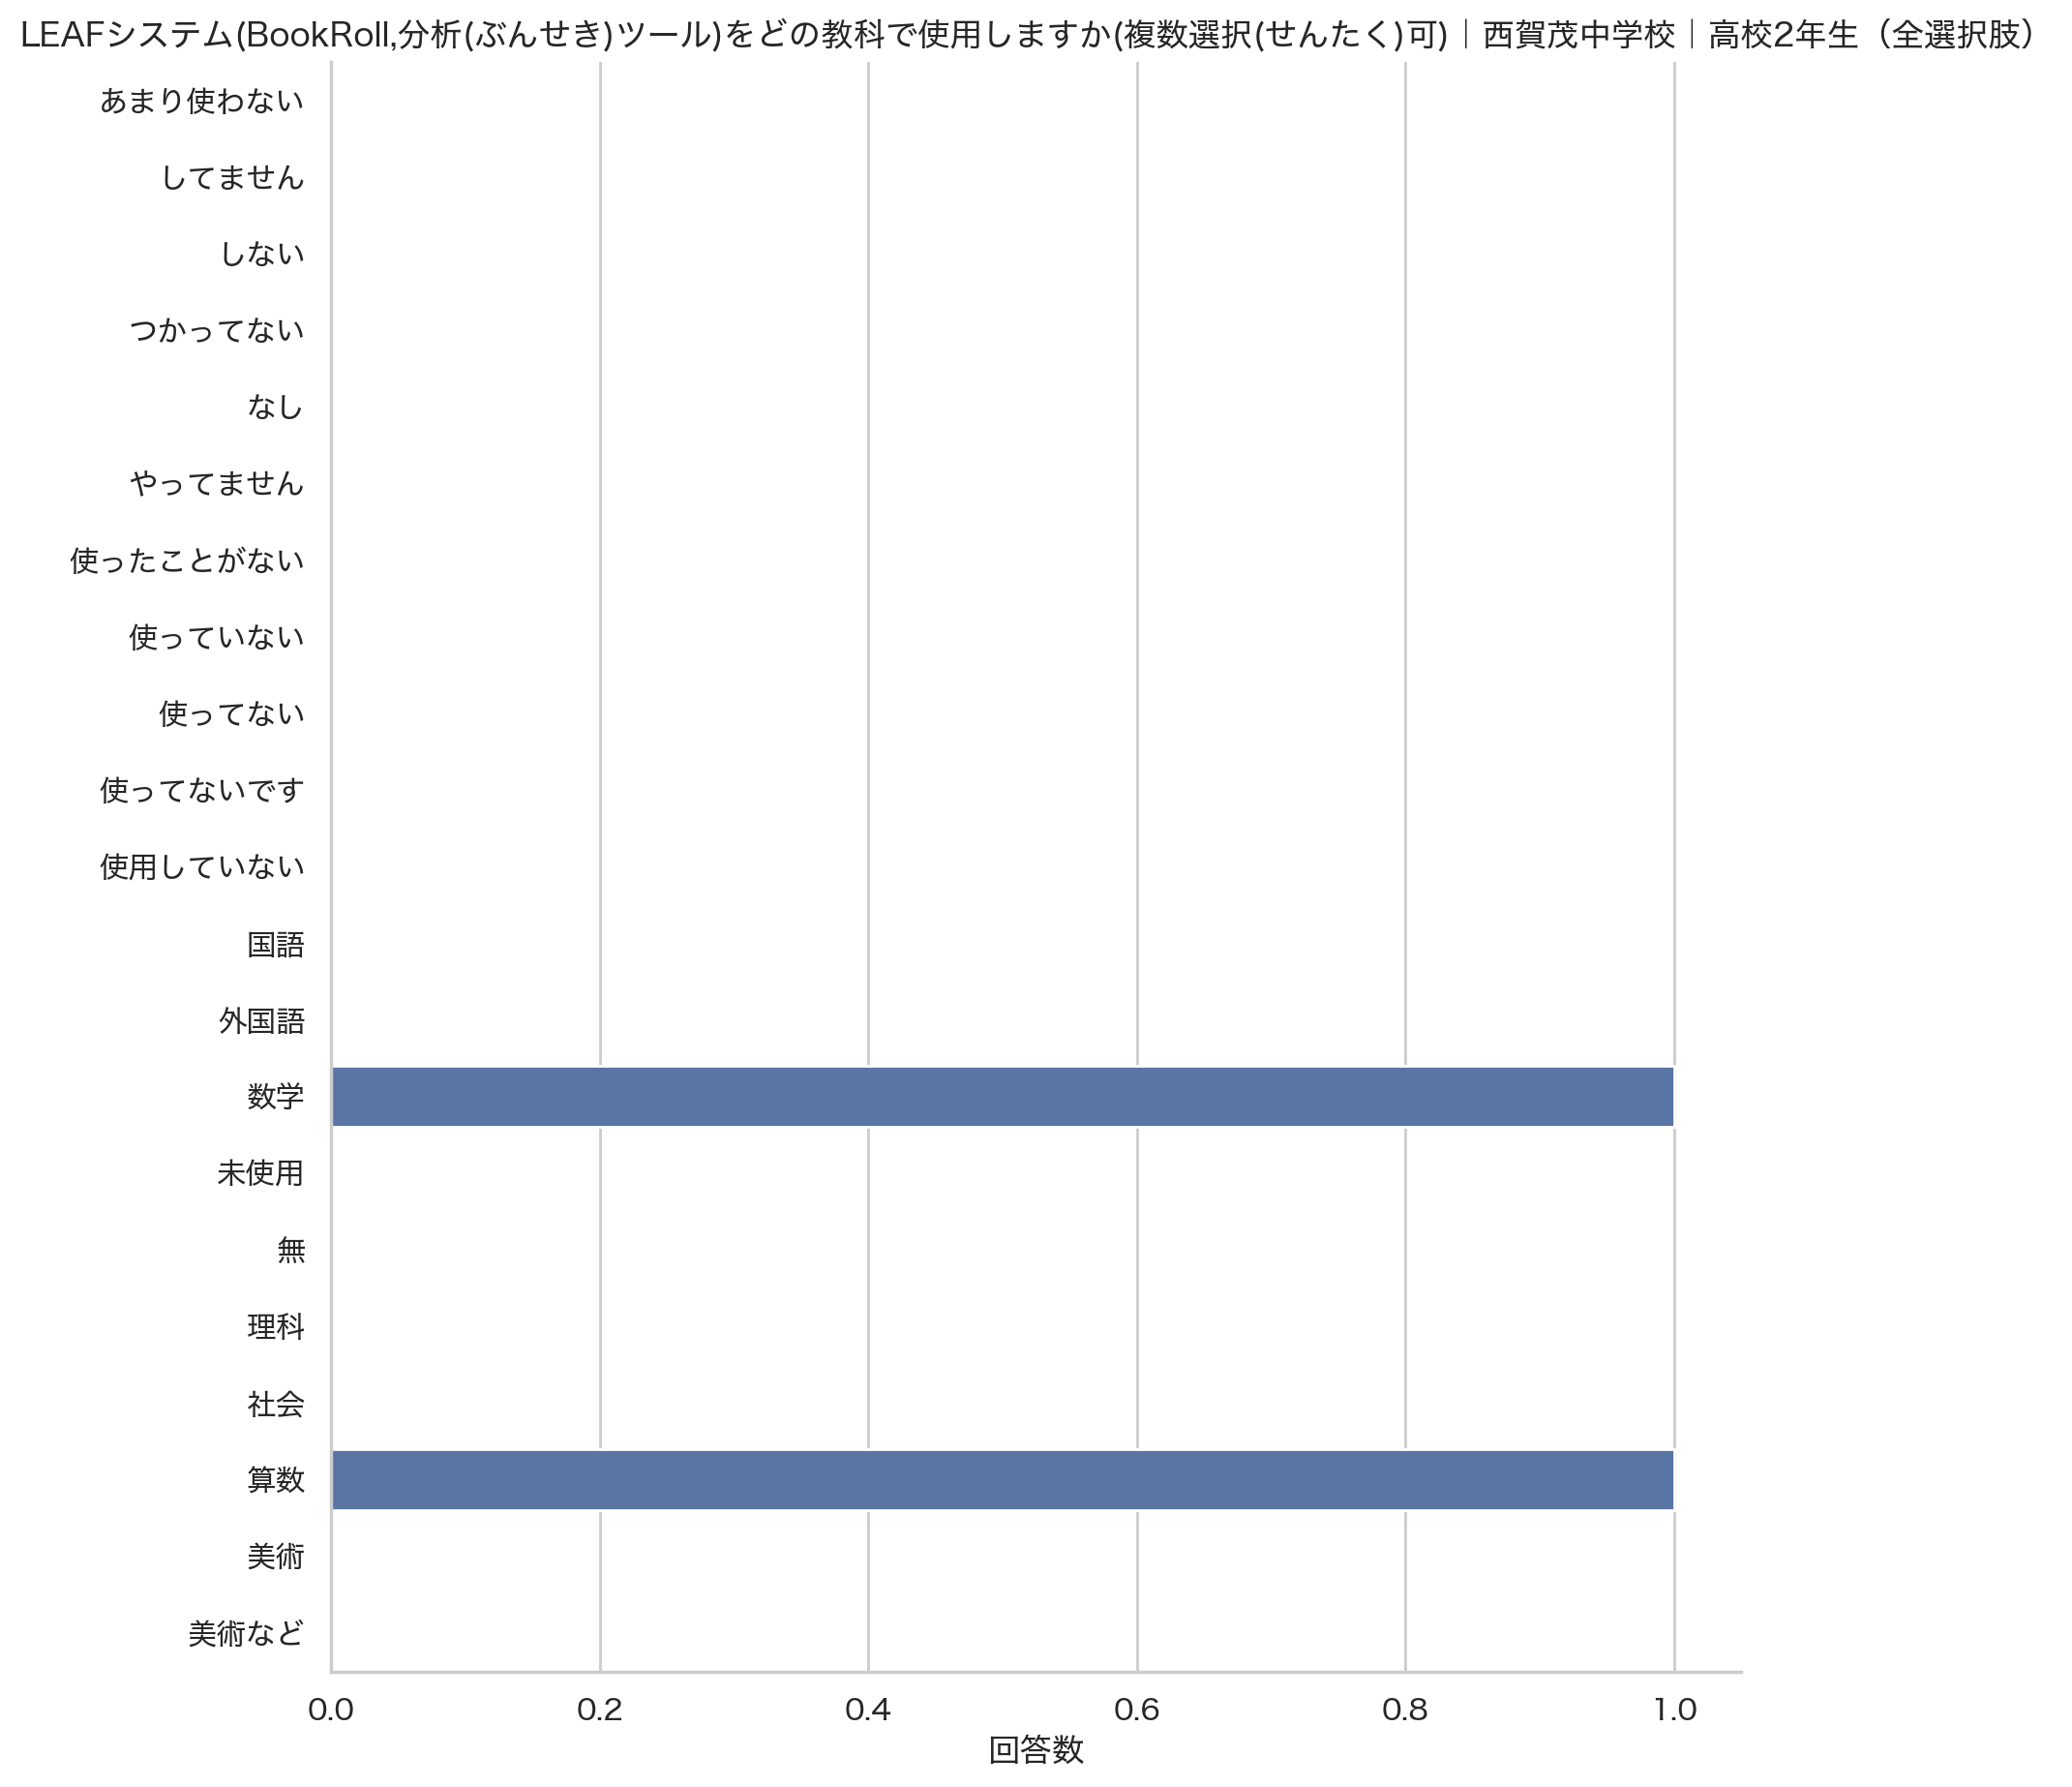 LEAFシステム(BookRoll,分析(ぶんせき)ツール)をどの教科で使用しますか(複数選択(せんたく)可)｜西賀茂中学校｜高校2年生（全選択肢）
あまり使わない
してません
しない
つかってない
なし
やってません
使ったことがない
使っていない
使ってない
使ってないです
使用していない
国語
外国語
数学
未使用
無
理科
社会
算数
美術
美術など
0.0 0.2 0.4 0.6 0.8 1.0
回答数